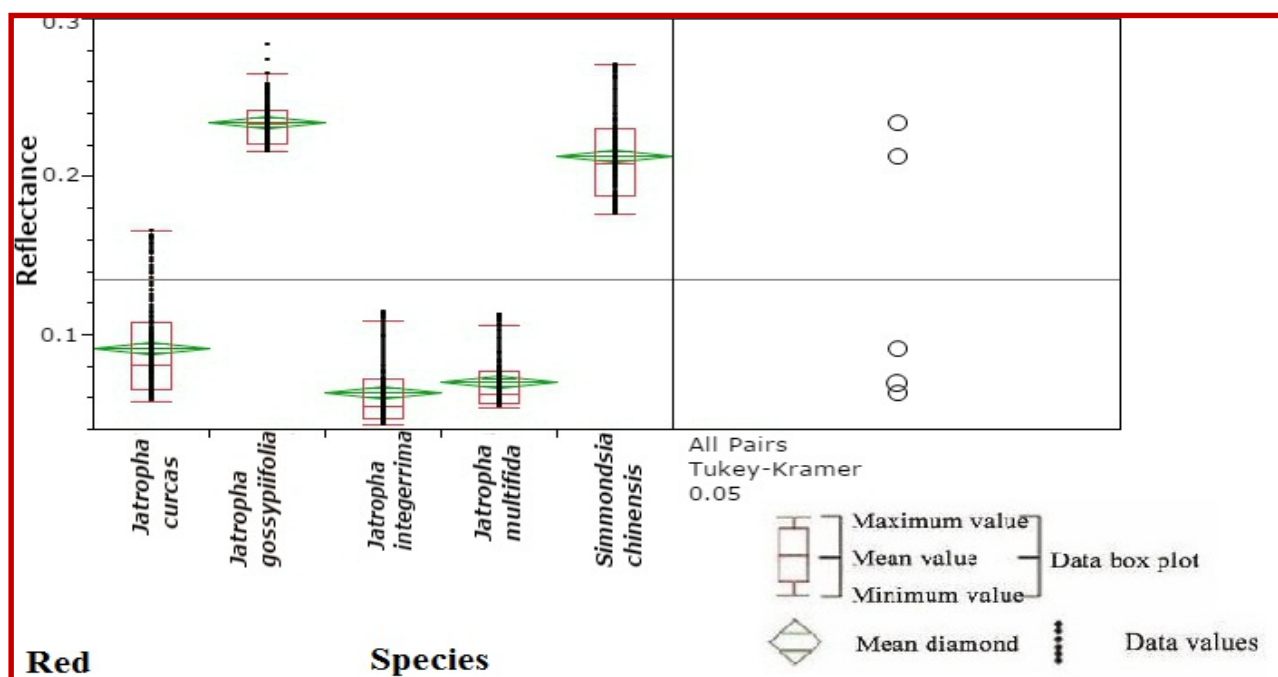 0.3
0.2
0.1
Reflectance
Jatropha
curcas
Jatropha
gossypiifolia
Jatropha
integerrima
Jatropha
multifida
Simmondsia
chinensis
All Pairs
Tukey-Kramer
0.05
Maximum value
Mean value
Minimum value
Data box plot
Mean diamond
Data values
Red
Species